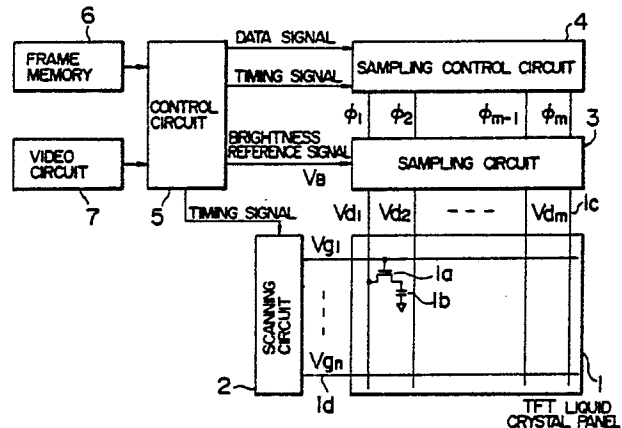 6
FRAME
MEMORY
CONTROL
CIRCUIT
5
DATA SIGNAL
TIMING SIGNAL
4
SAMPLING CONTROL CIRCUIT
ϕ1 ϕ2 ϕm-1 ϕm
3
VIDEO
CIRCUIT
7
BRIGHTNESS
REFERENCE SIGNAL
VB
SAMPLING CIRCUIT
Vd1 Vd2 ---- Vdm 1c
TIMING SIGNAL
SCANNING
CIRCUIT
2
Vg1
1a
1b
Vgn
1d
1
TFT LIQUID
CRYSTAL PANEL